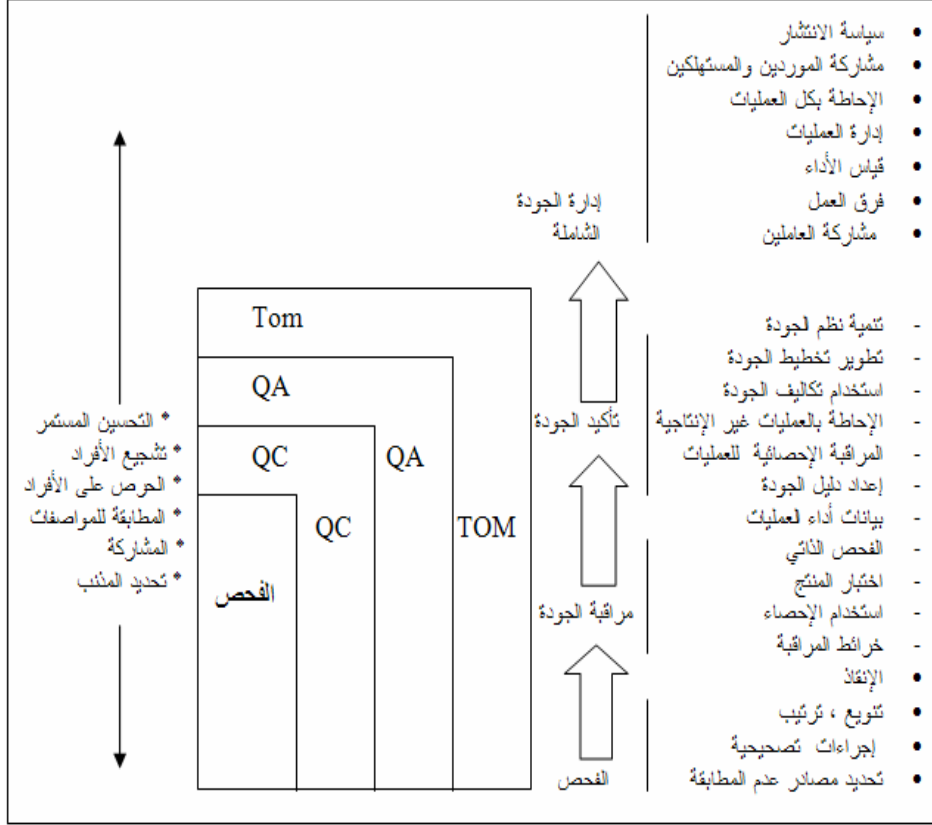 • سياسة الانتشار
• مشاركة الموردين والمستهلكين
• الإحاطة بكل العمليات
• إدارة العمليات
• قياس الأداء
• فرق العمل
• مشاركة العاملين
إدارة الجودة
الشاملة
- تنمية نظم الجودة
- تطوير تخطيط الجودة
- استخدام تكاليف الجودة
- الإحاطة بالعمليات غير الإنتاجية
- المراقبة الإحصائية للعمليات
- إعداد دليل الجودة
- بيانات أداء العمليات
- الفحص الذاتي
- اختبار المنتج
- استخدام الإحصاء
- خرائط المراقبة
• الإنقاذ
• تنويع ، ترتيب
• إجراءات تصحيحية
• تحديد مصادر عدم المطابقة
تأكيد الجودة
مراقبة الجودة
الفحص
Tom
QA
QC
QA
QC
TOM
الفحص
* التحسين المستمر
* تشجيع الأفراد
* الحرص على الأفراد
* المطابقة للمواصفات
* المشاركة
* تحديد المذنب